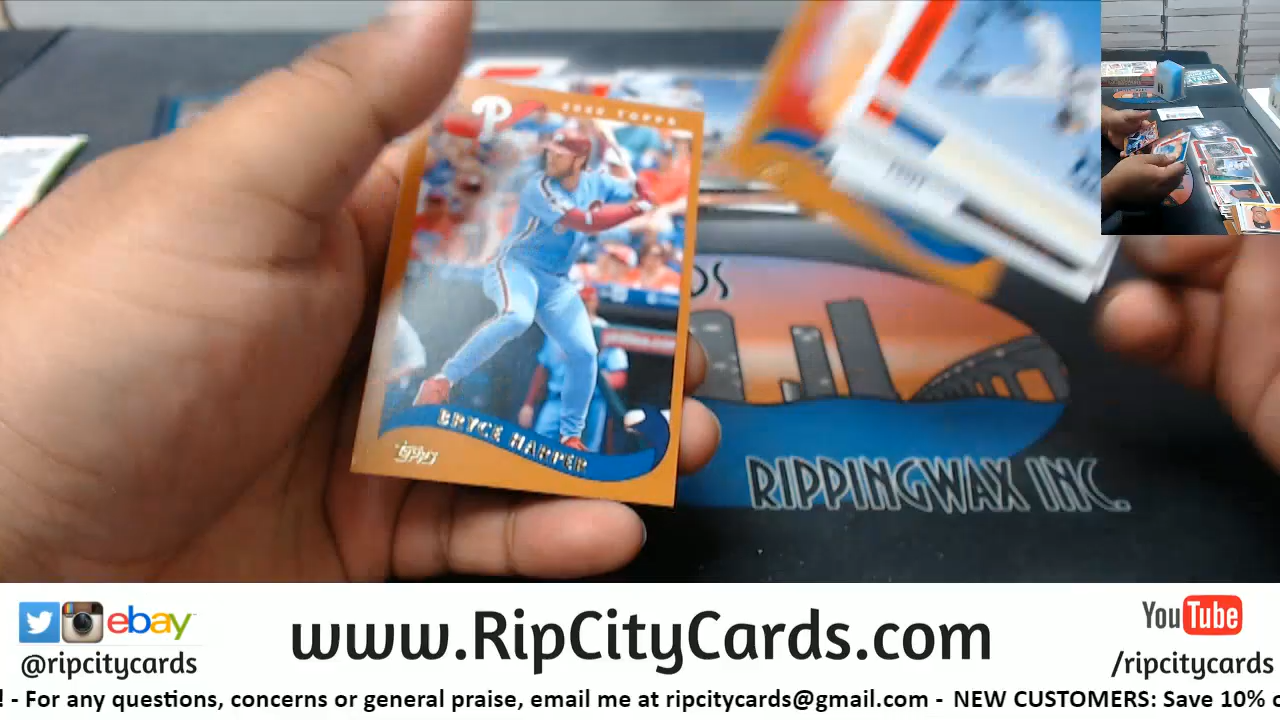 P
TOPPS
BRYCE HARPER
Topps
OS
RIPPINGWAX INC.
ebay
@ripcitycards
www.RipCityCards.com
YouTube
/ripcitycards
! - For any questions, concerns or general praise, email me at ripcitycards@gmail.com - NEW CUSTOMERS: Save 10% o